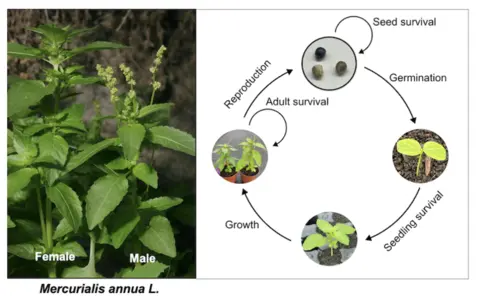 Female
Male
Mercurialis annua L.
Seed survival
Germination
Seedling survival
Growth
Adult survival
Reproduction